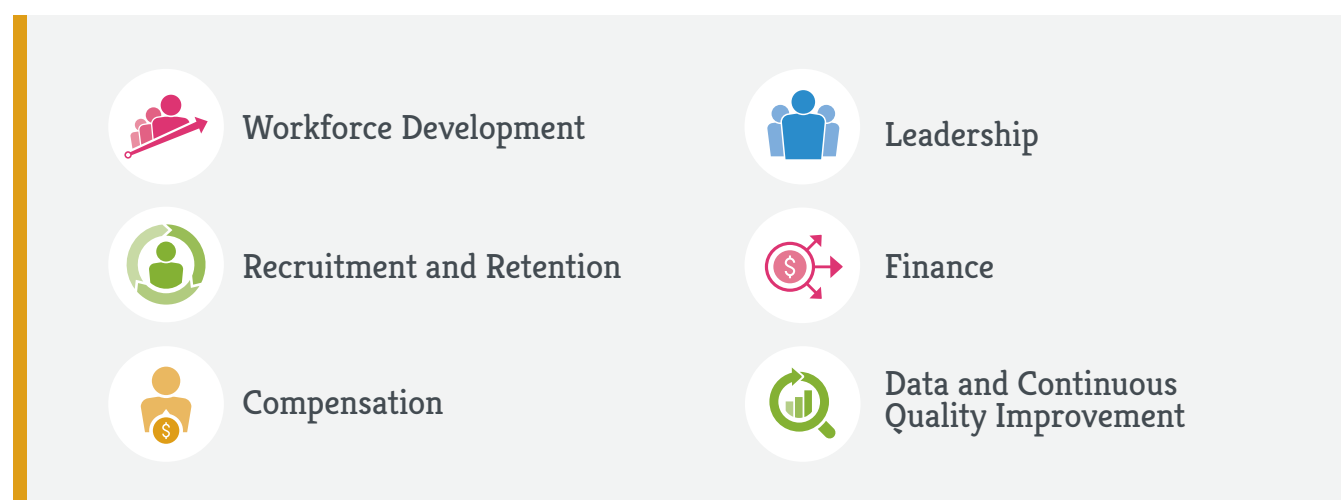 Workforce Development
Recruitment and Retention
Compensation
Leadership
Finance
Data and Continuous
Quality Improvement